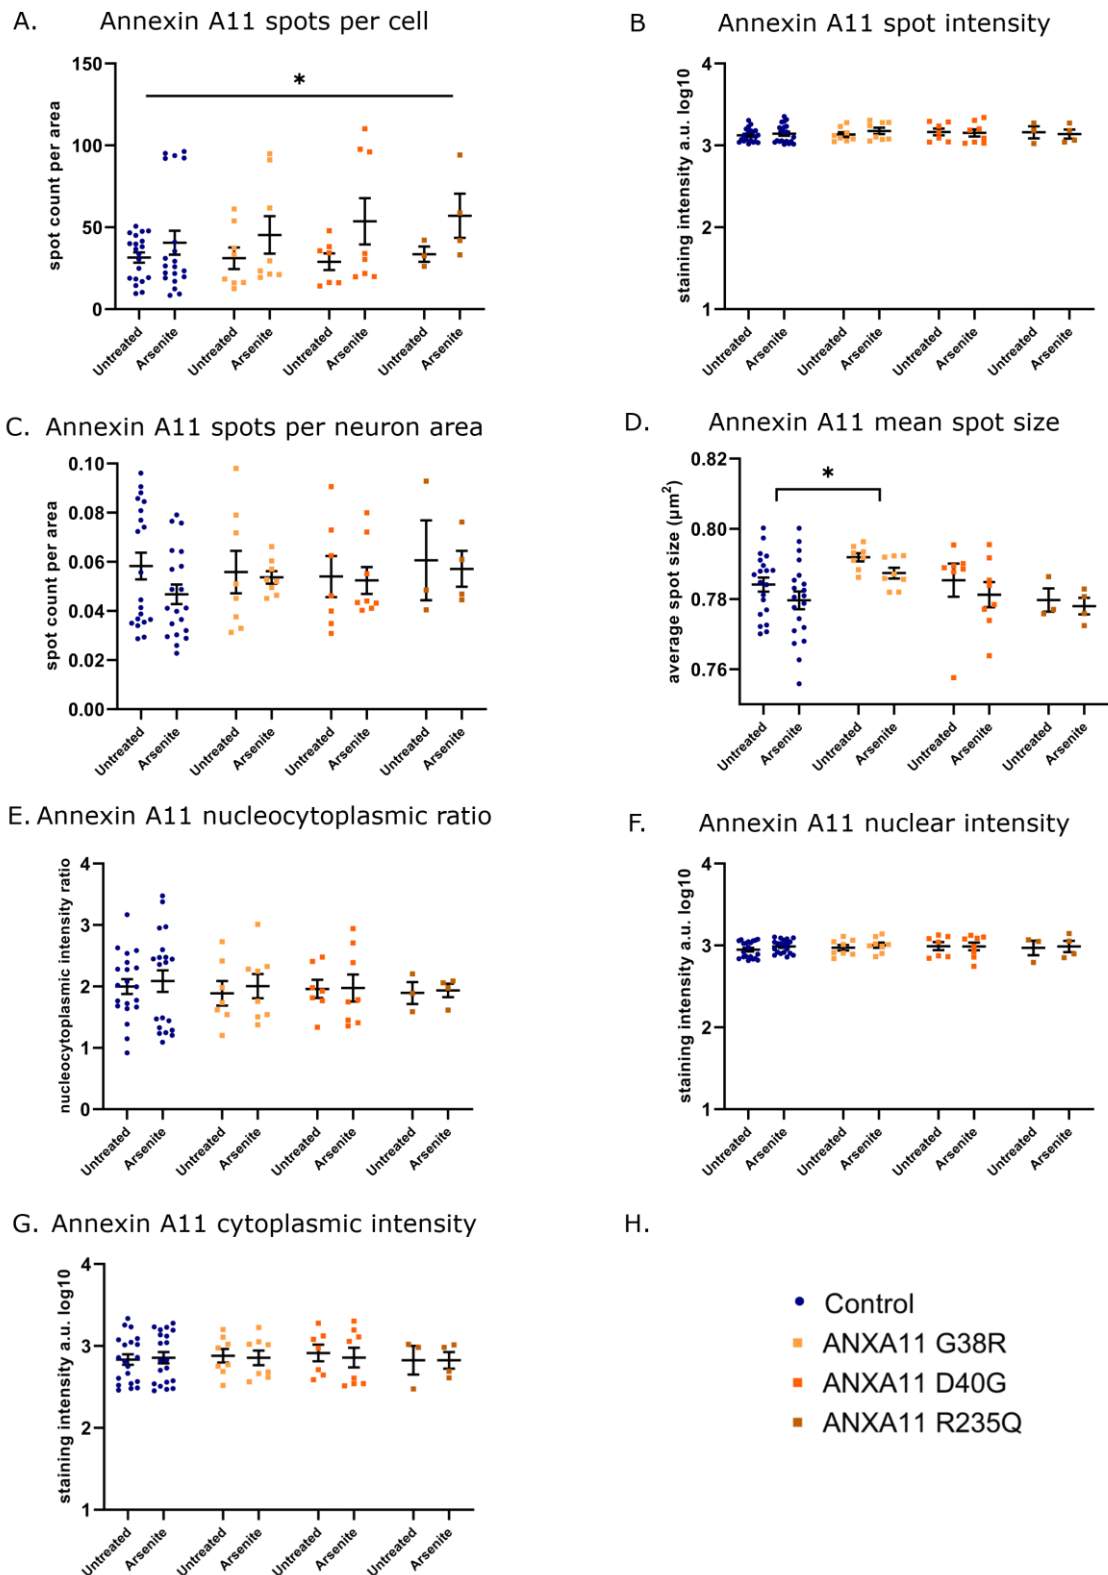 A. Annexin A11 spots per cell
spot count per area
150
100
50
0
*
Untreated
Arsenite
Untreated
Arsenite
Untreated
Arsenite
Untreated
Arsenite
B Annexin A11 spot intensity
staining intensity a.u. log10
4
3
2
1
Untreated
Arsenite
Untreated
Arsenite
Untreated
Arsenite
Untreated
Arsenite
C. Annexin A11 spots per neuron area
spot count per area
0.10
0.08
0.06
0.04
0.02
0.00
Untreated
Arsenite
Untreated
Arsenite
Untreated
Arsenite
Untreated
Arsenite
D. Annexin A11 mean spot size
average spot size (µm²)
0.82
0.80
0.78
0.76
*
Untreated
Arsenite
Untreated
Arsenite
Untreated
Arsenite
Untreated
Arsenite
E. Annexin A11 nucleocytoplasmic ratio
nucleocytoplasmic intensity ratio
4
3
2
1
0
Untreated
Arsenite
Untreated
Arsenite
Untreated
Arsenite
Untreated
Arsenite
F. Annexin A11 nuclear intensity
staining intensity a.u. log10
4
3
2
1
Untreated
Arsenite
Untreated
Arsenite
Untreated
Arsenite
Untreated
Arsenite
G. Annexin A11 cytoplasmic intensity
staining intensity a.u. log10
4
3
2
1
Untreated
Arsenite
Untreated
Arsenite
Untreated
Arsenite
Untreated
Arsenite
H.
Control
ANXA11 G38R
ANXA11 D40G
ANXA11 R235Q